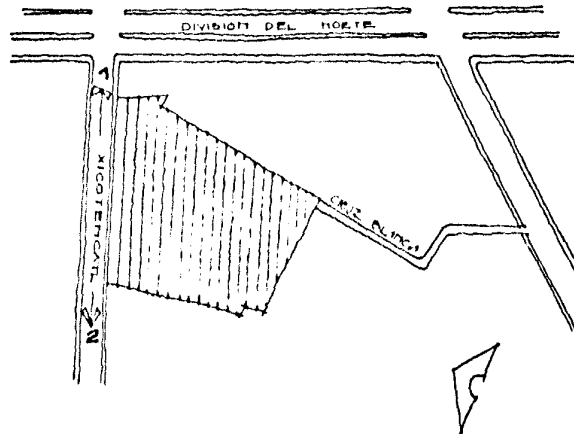 DIVISION DEL NORTE
1
XICOTENCATL
CRUZ BLANCA
2